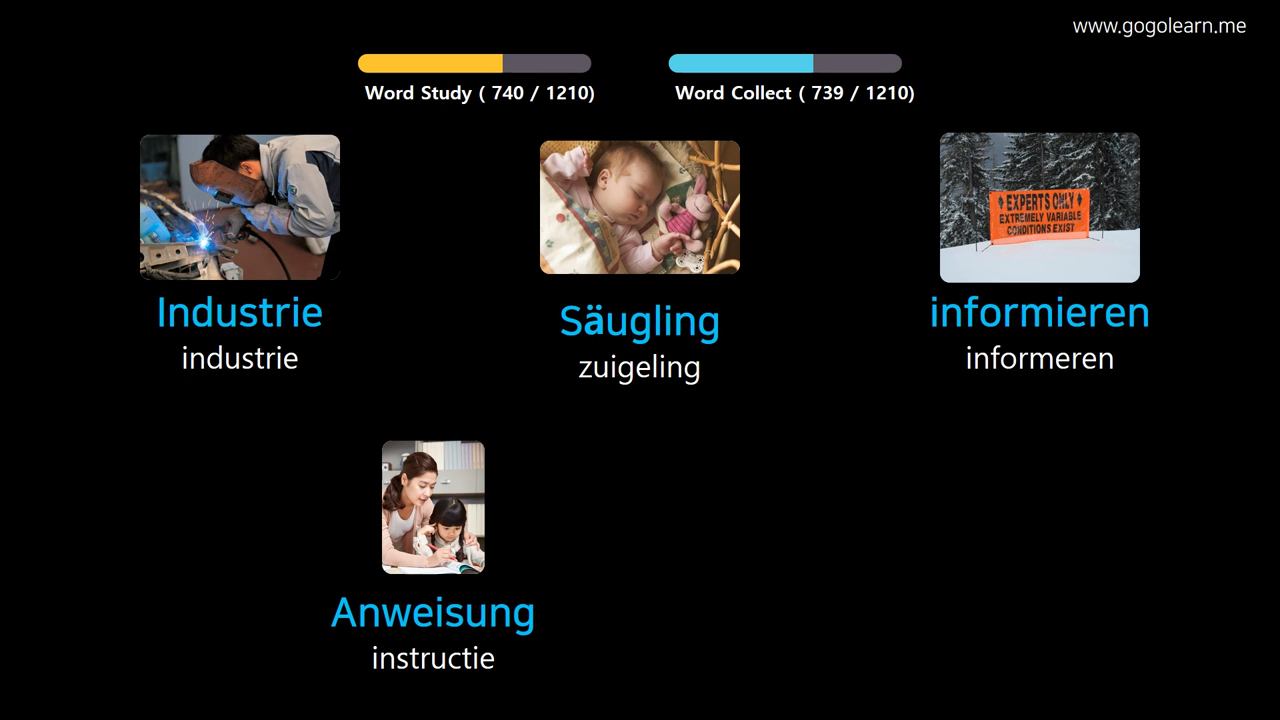 www.gogolearn.me
Word Study ( 740 / 1210)
Word Collect ( 739 / 1210)
EXPERTS ONLY
EXTREMELY VARIABLE
CONDITIONS EXIST
Industrie
industrie
Säugling
zuigeling
informieren
informeren
Anweisung
instructie